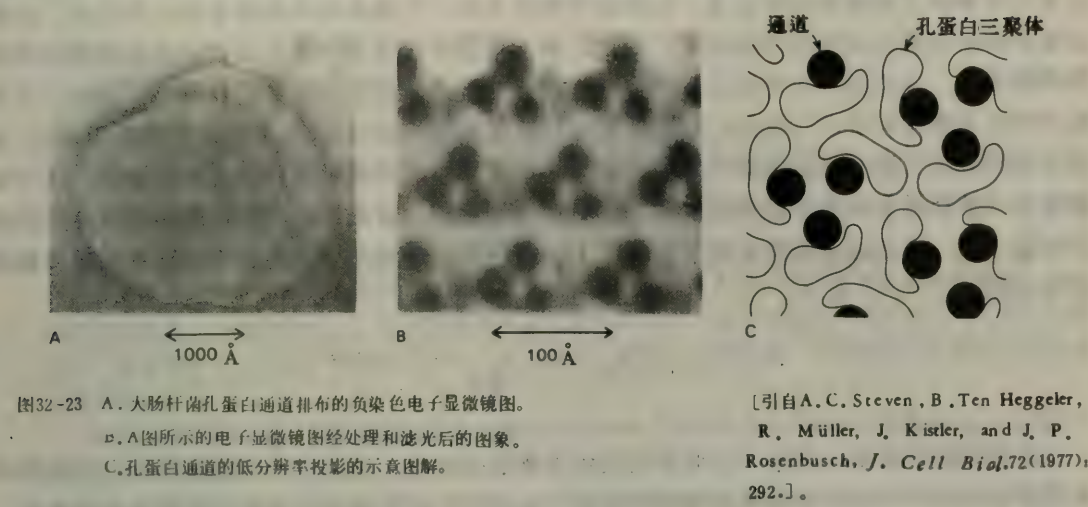 通道 孔蛋白三聚体
A
1000 Å
B
100 Å
C
图32-23 A.大肠杆菌孔蛋白通道排布的负染色电子显微镜图。
B.A图所示的电子显微镜图经处理和滤光后的图象。
C.孔蛋白通道的低分辨率投影的示意图解。
[引自A.C.Steven,B.Ten Heggeler,
R. Müller, J. Kistler, and J. P.
Rosenbusch, J. Cell Biol.72(1977):
292.]。